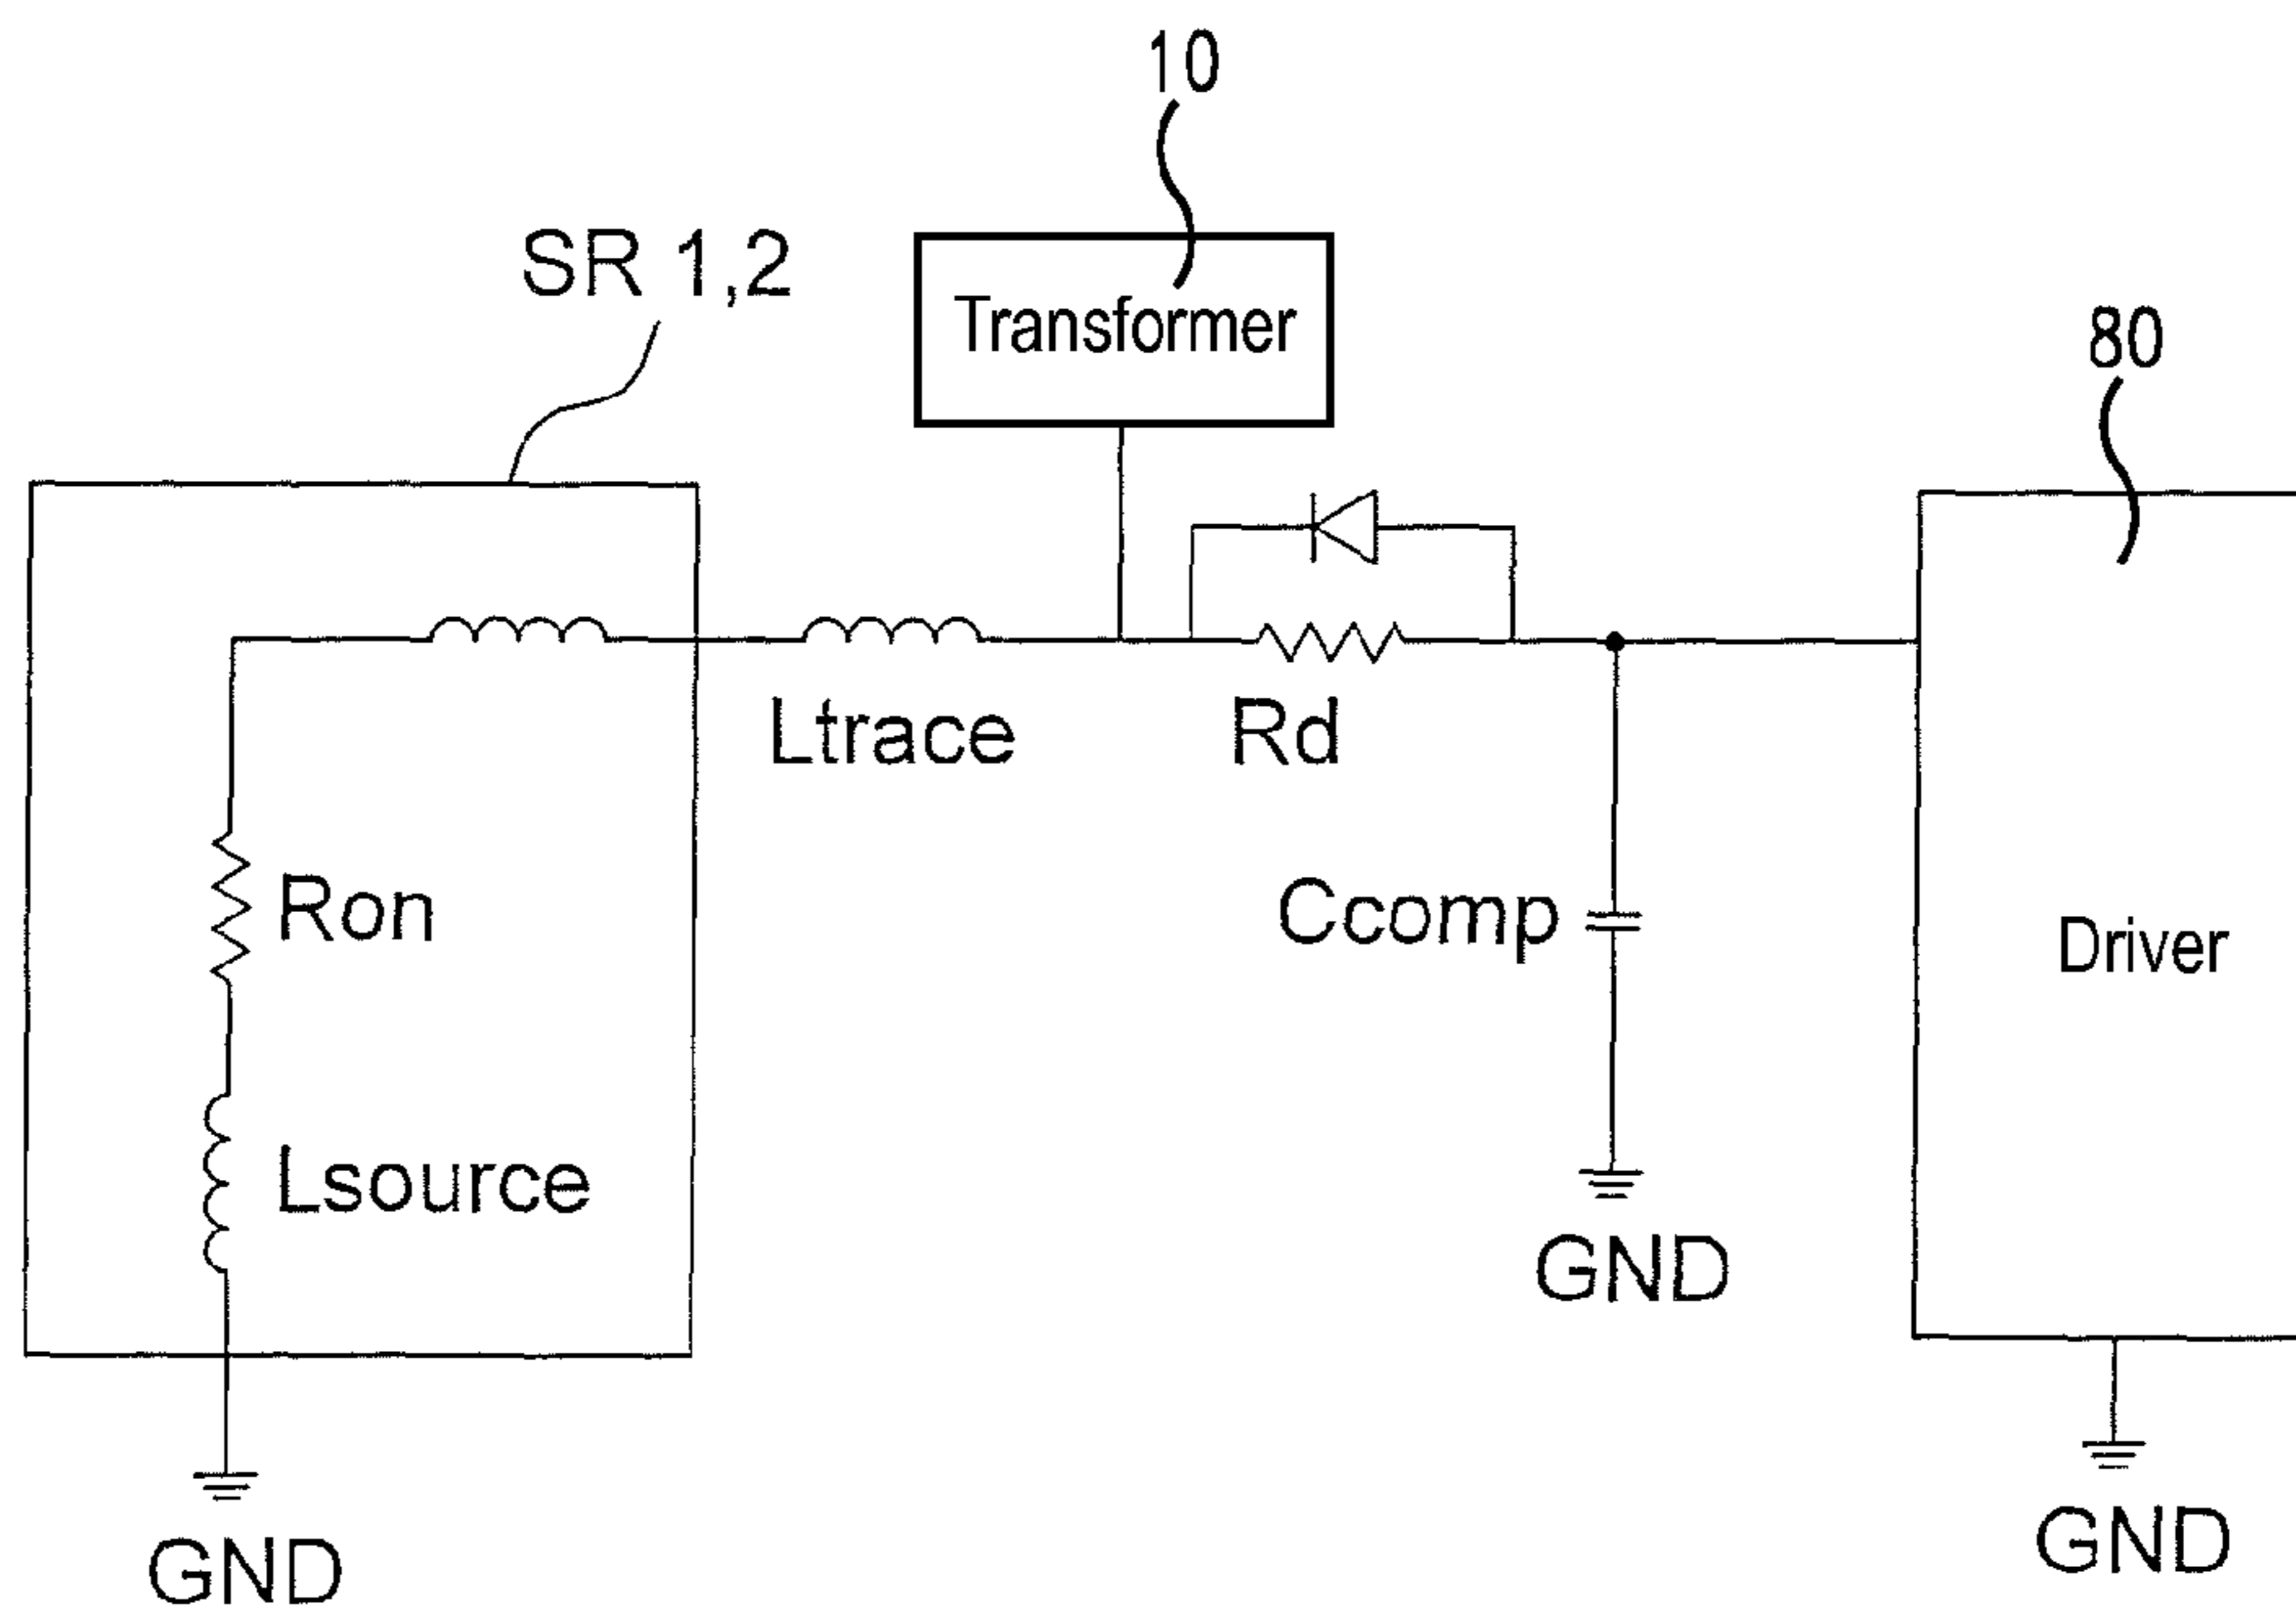 10
SR 1,2
Transformer
80
Ltrace
Rd
Ron
Ccomp
Driver
Lsource
GND
GND
GND